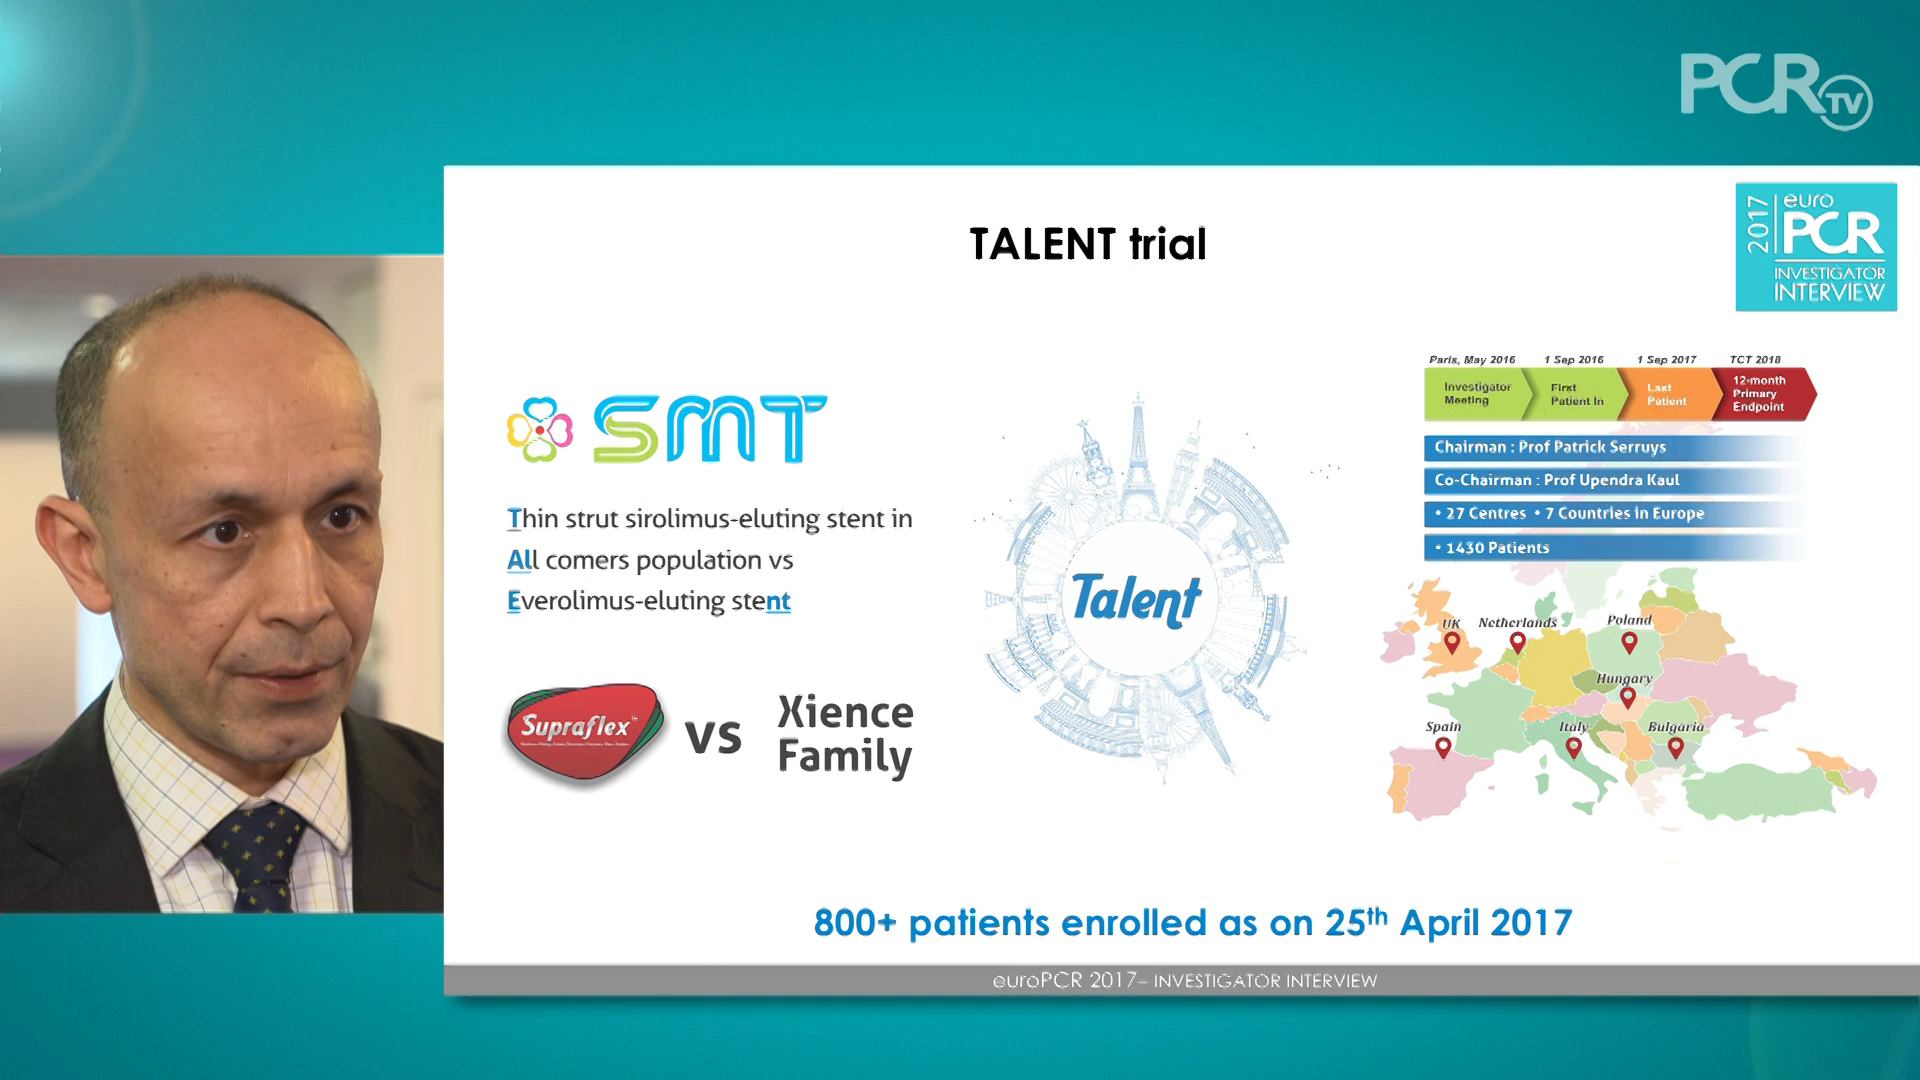 PCR TV
2017 euro
PCR
INVESTIGATOR
INTERVIEW
TALENT trial
SMT
Thin strut sirolimus-eluting stent in
All comers population vs
Everolimus-eluting stent
Supraflex™
vs
Xience
Family
Talent
Paris, May 2016 1 Sep 2016 1 Sep 2017 TCT 2018
Investigator
Meeting
First
Patient In
Last
Patient
12-month
Primary
Endpoint
Chairman : Prof Patrick Serruys
Co-Chairman : Prof Upendra Kaul
• 27 Centres • 7 Countries in Europe
• 1430 Patients
UK
Netherlands
Poland
Hungary
Spain
Italy
Bulgaria
800+ patients enrolled as on 25th April 2017
euroPCR 2017– INVESTIGATOR INTERVIEW